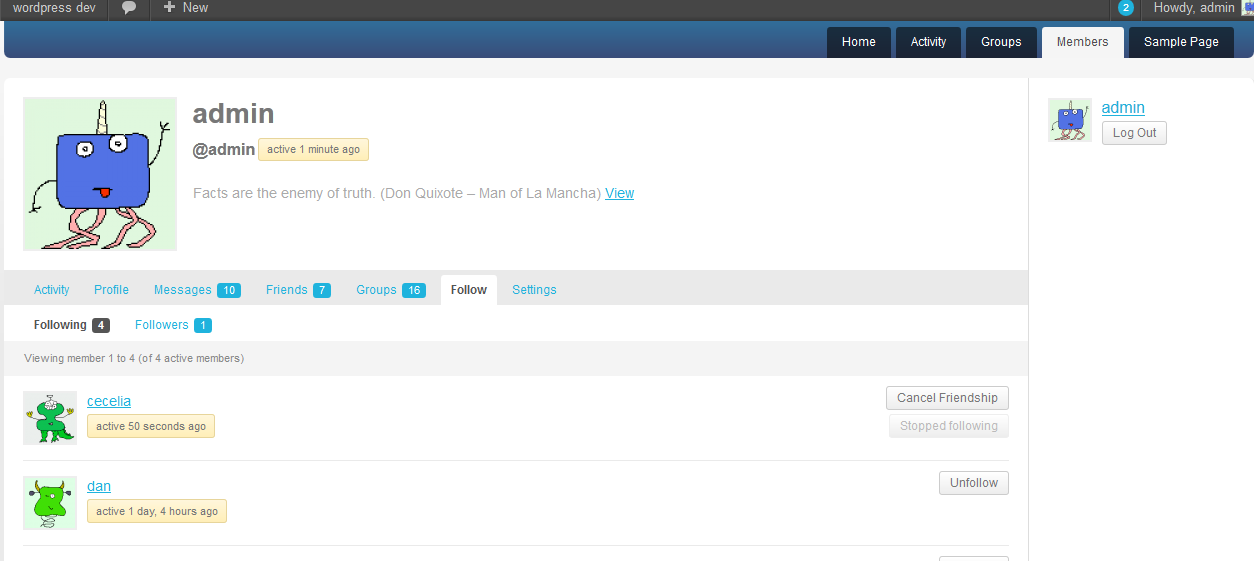 wordpress dev New 2 Howdy, admin
Home Activity Groups Members Sample Page
admin
@admin active 1 minute ago
Facts are the enemy of truth. (Don Quixote – Man of La Mancha) View
admin
Log Out
Activity Profile Messages 10 Friends 7 Groups 16 Follow Settings
Following 4 Followers 1
Viewing member 1 to 4 (of 4 active members)
cecelia
active 50 seconds ago
Cancel Friendship
Stopped following
dan
active 1 day, 4 hours ago
Unfollow